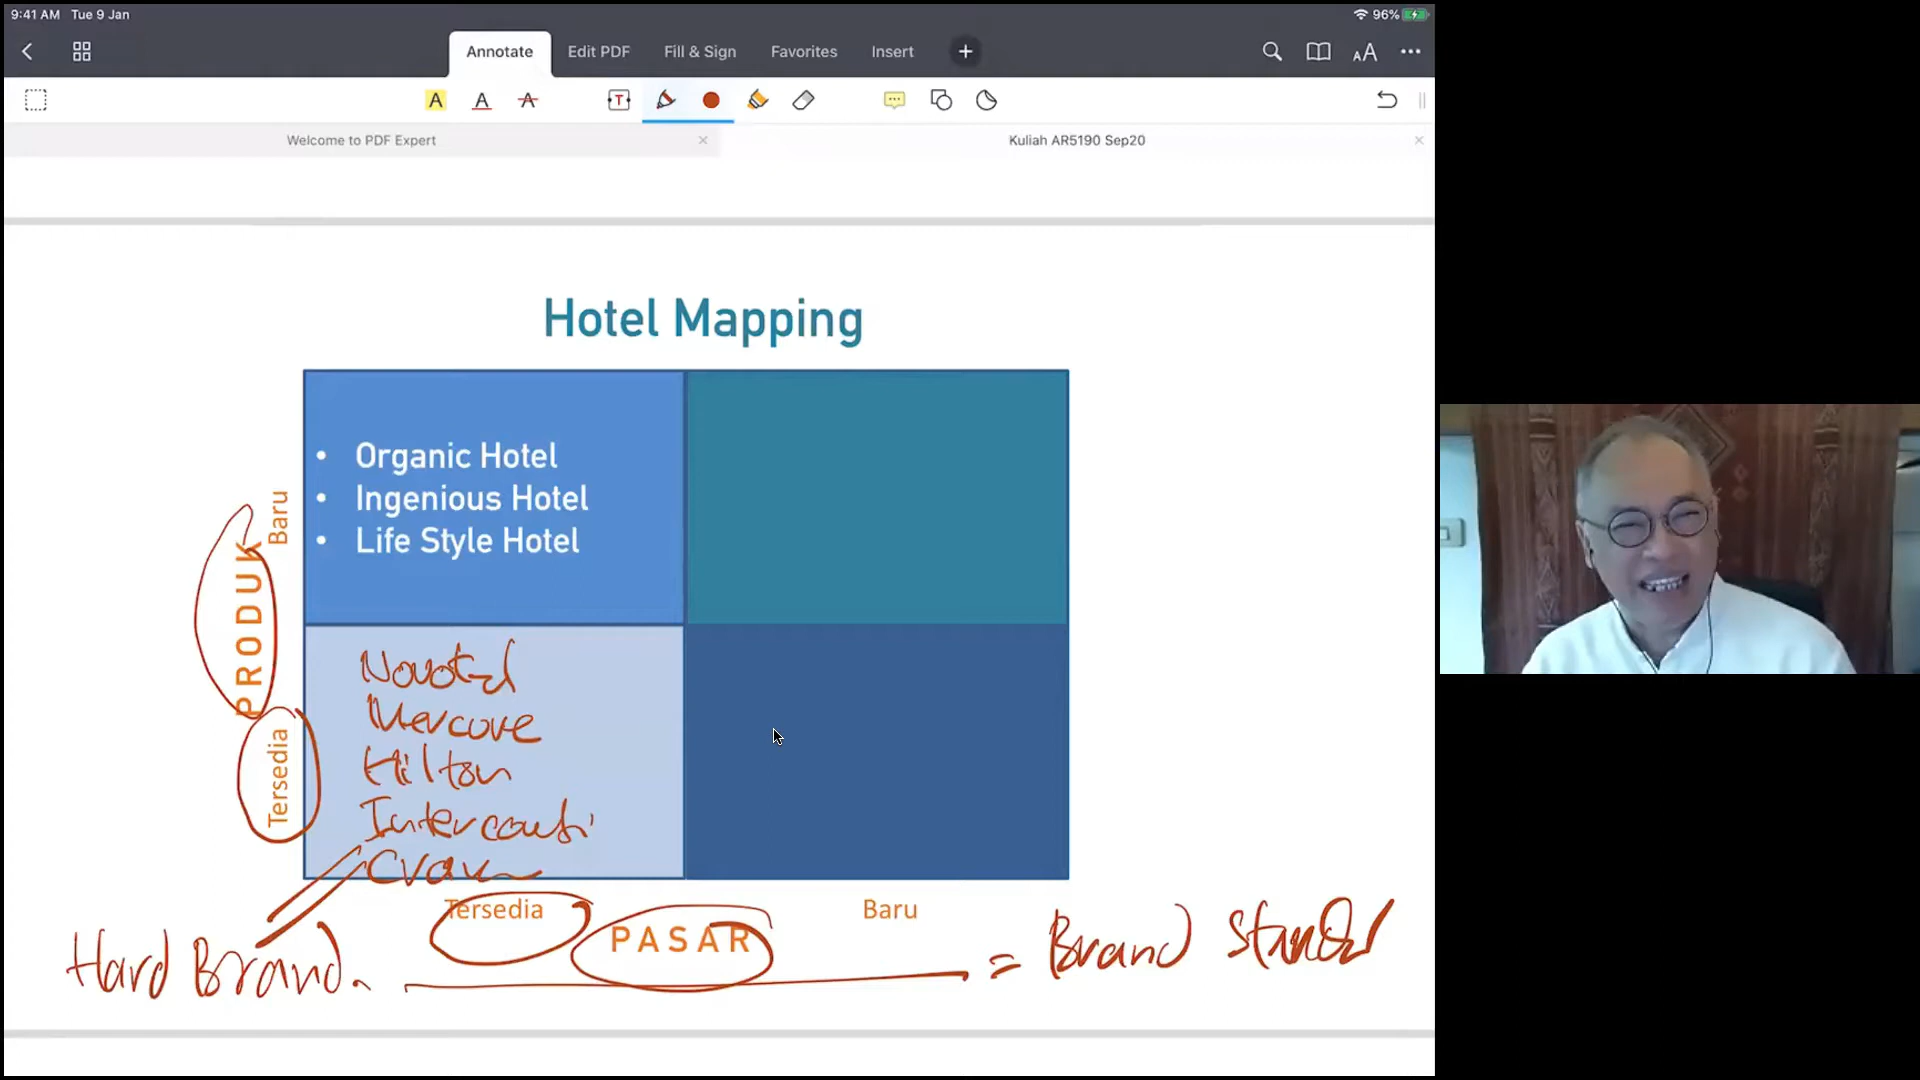 9:41 AM Tue 9 Jan
96%
Annotate Edit PDF Fill & Sign Favorites Insert
AA
A A A T
Welcome to PDF Expert
Kuliah AR5190 Sep20
Hotel Mapping
• Organic Hotel
• Ingenious Hotel
• Life Style Hotel
PRODUK
Baru
Tersedia
Novotel
Mercure
Hilton
Interconti
Tersedia
Baru
PASAR
Hard Brand.
= Brand